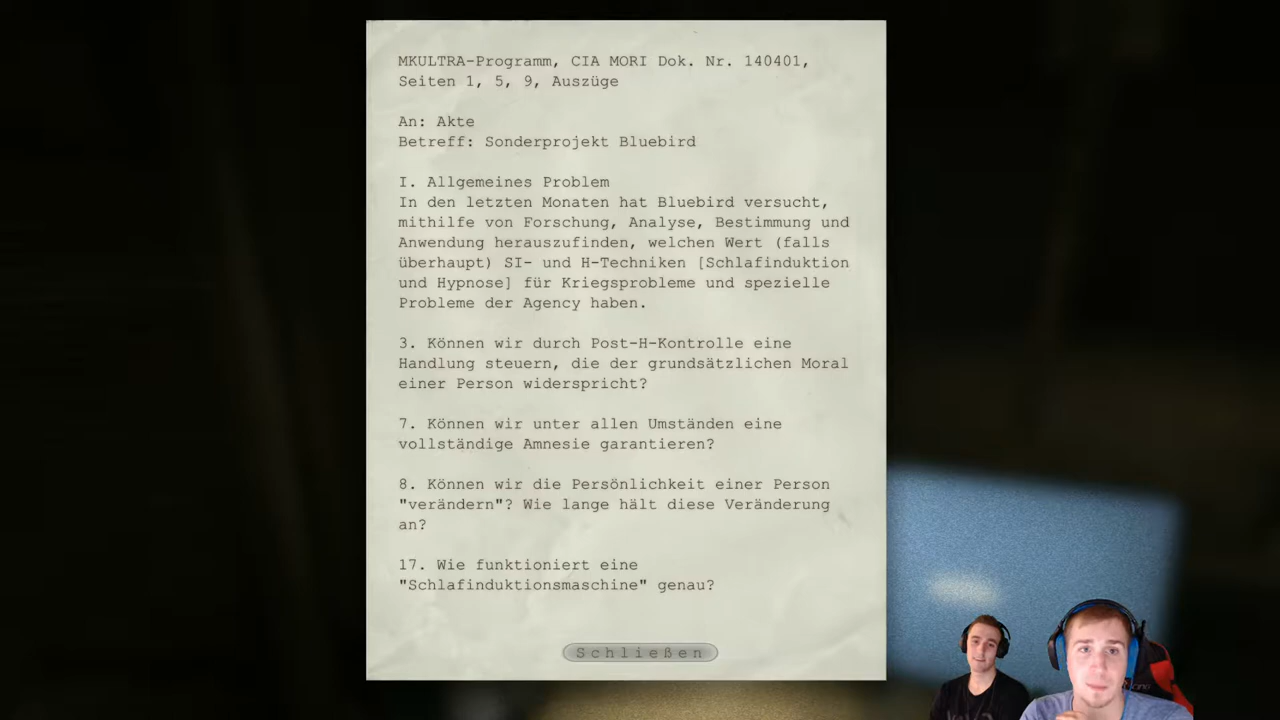 MKULTRA-Programm, CIA MORI Dok. Nr. 140401,
Seiten 1, 5, 9, Auszüge
An: Akte
Betreff: Sonderprojekt Bluebird
I. Allgemeines Problem
In den letzten Monaten hat Bluebird versucht,
mithilfe von Forschung, Analyse, Bestimmung und
Anwendung herauszufinden, welchen Wert (falls
überhaupt) SI- und H-Techniken [Schlafinduktion
und Hypnose] für Kriegsprobleme und spezielle
Probleme der Agency haben.
3. Können wir durch Post-H-Kontrolle eine
Handlung steuern, die der grundsätzlichen Moral
einer Person widerspricht?
7. Können wir unter allen Umständen eine
vollständige Amnesie garantieren?
8. Können wir die Persönlichkeit einer Person
"verändern"? Wie lange hält diese Veränderung
an?
17. Wie funktioniert eine
"Schlafinduktionsmaschine" genau?
Schließen